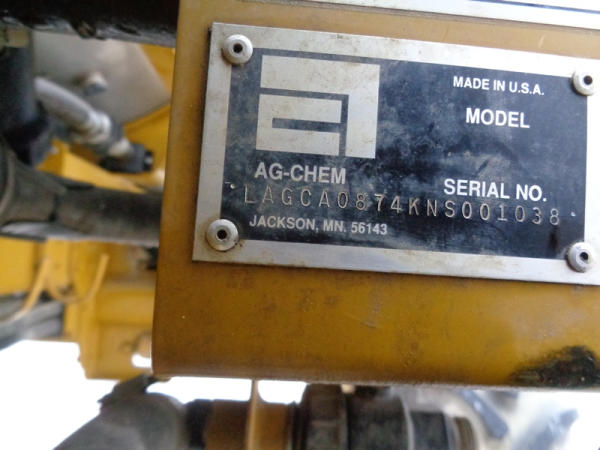 MADE IN U.S.A.
MODEL
AG-CHEM
SERIAL NO.
LAGCA0874KNS001038
JACKSON, MN. 56143